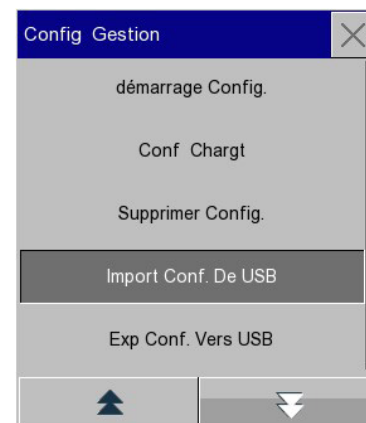 Config Gestion
démarrage Config.
Conf Chargt
Supprimer Config.
Import Conf. De USB
Exp Conf. Vers USB